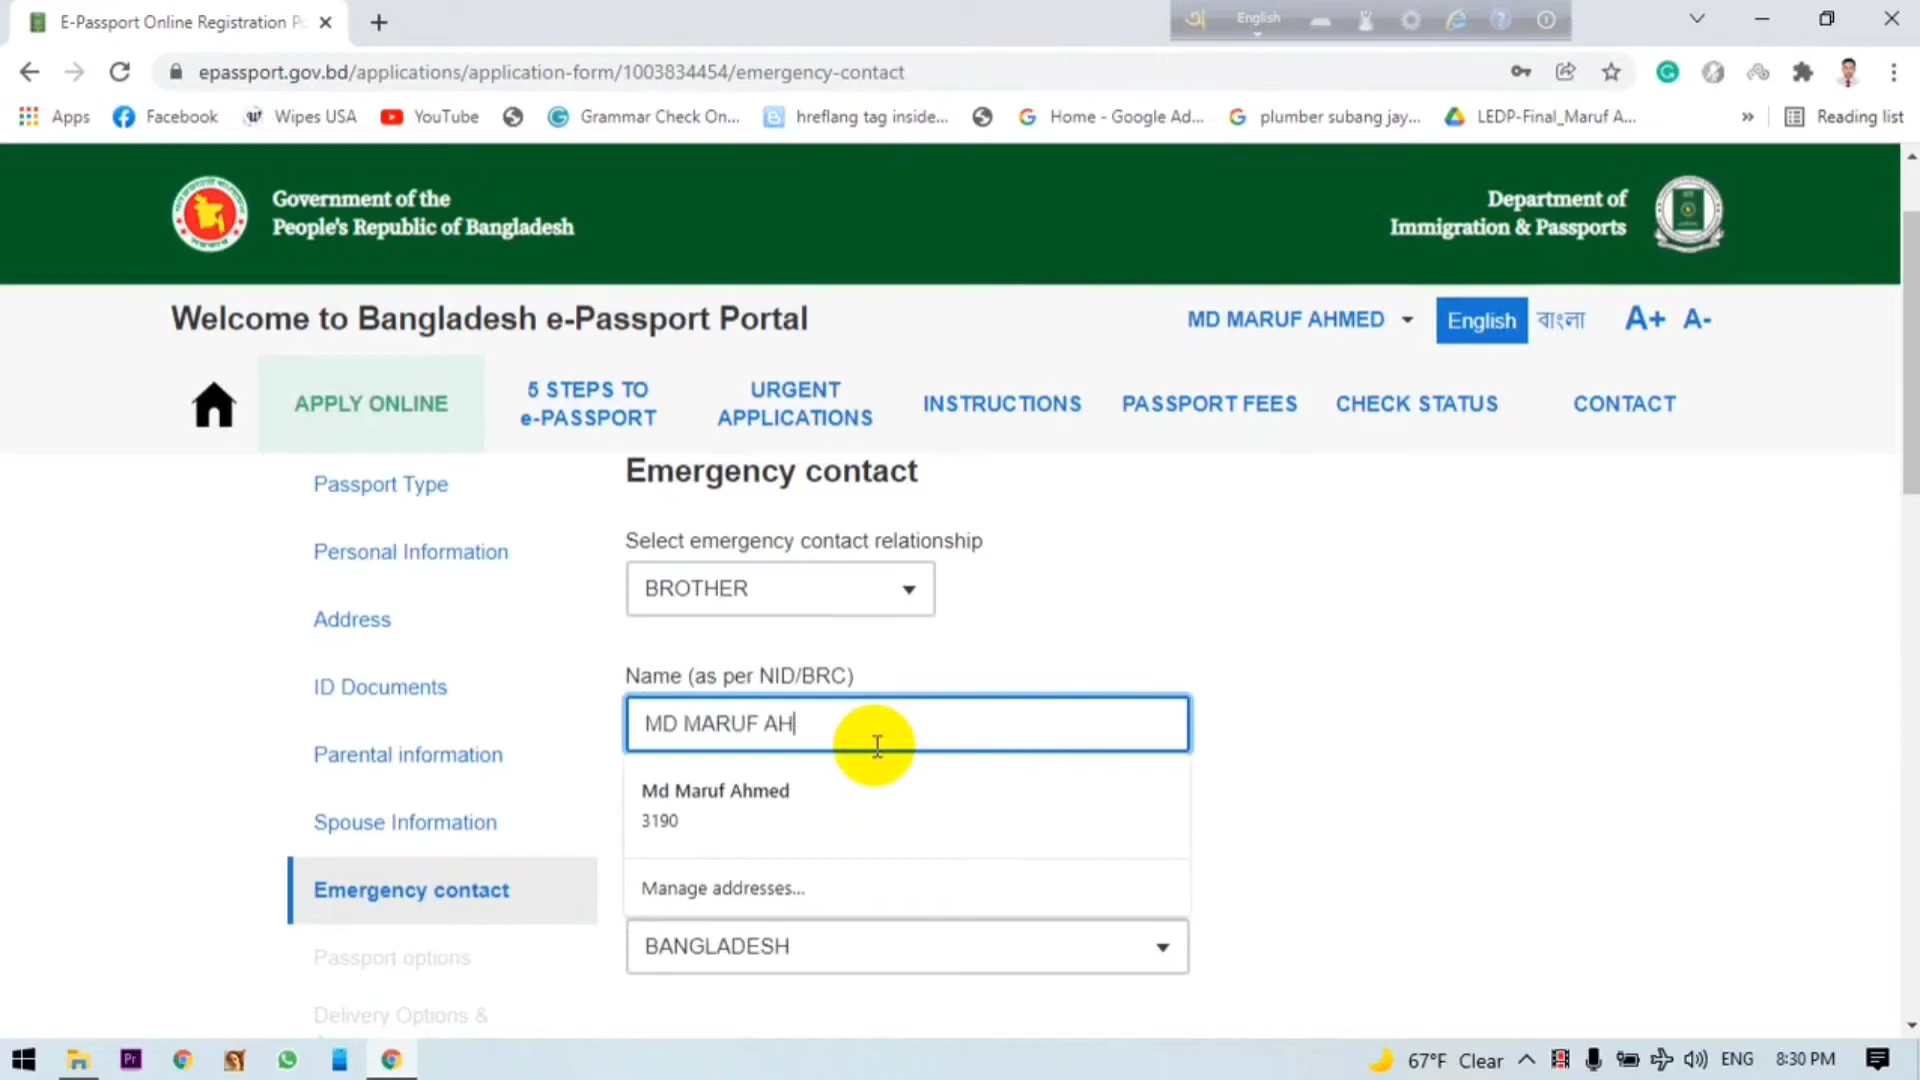 E-Passport Online Registration Po
English
epassport.gov.bd/applications/application-form/1003834454/emergency-contact
Apps
Facebook
Wipes USA
YouTube
Grammar Check On...
hreflang tag inside...
Home - Google Ad...
plumber subang jay...
LEDP-Final_Maruf A...
Reading list
Government of the
People's Republic of Bangladesh
Department of
Immigration & Passports
Welcome to Bangladesh e-Passport Portal
MD MARUF AHMED
English
বাংলা
A+ A-
APPLY ONLINE
5 STEPS TO
e-PASSPORT
URGENT
APPLICATIONS
INSTRUCTIONS
PASSPORT FEES
CHECK STATUS
CONTACT
Passport Type
Personal Information
Address
ID Documents
Parental information
Spouse Information
Emergency contact
Passport options
Delivery Options &
Emergency contact
Select emergency contact relationship
BROTHER
Name (as per NID/BRC)
MD MARUF AH
Md Maruf Ahmed
3190
Manage addresses...
BANGLADESH
67°F Clear
ENG
8:30 PM